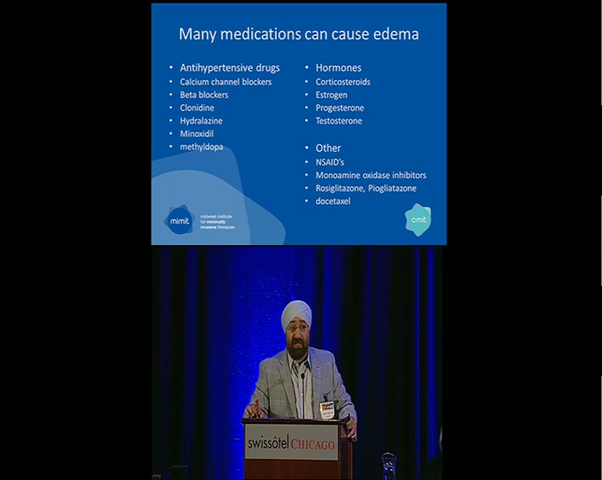 Many medications can cause edema
• Antihypertensive drugs
• Calcium channel blockers
• Beta blockers
• Clonidine
• Hydralazine
• Minoxidil
• methyldopa
• Hormones
• Corticosteroids
• Estrogen
• Progesterone
• Testosterone
• Other
• NSAID's
• Monoamine oxidase inhibitors
• Rosiglitazone, Piogliatazone
• docetaxel
mimit
midwest institute
for minimally
invasive therapies
cmit
swissôtel CHICAGO